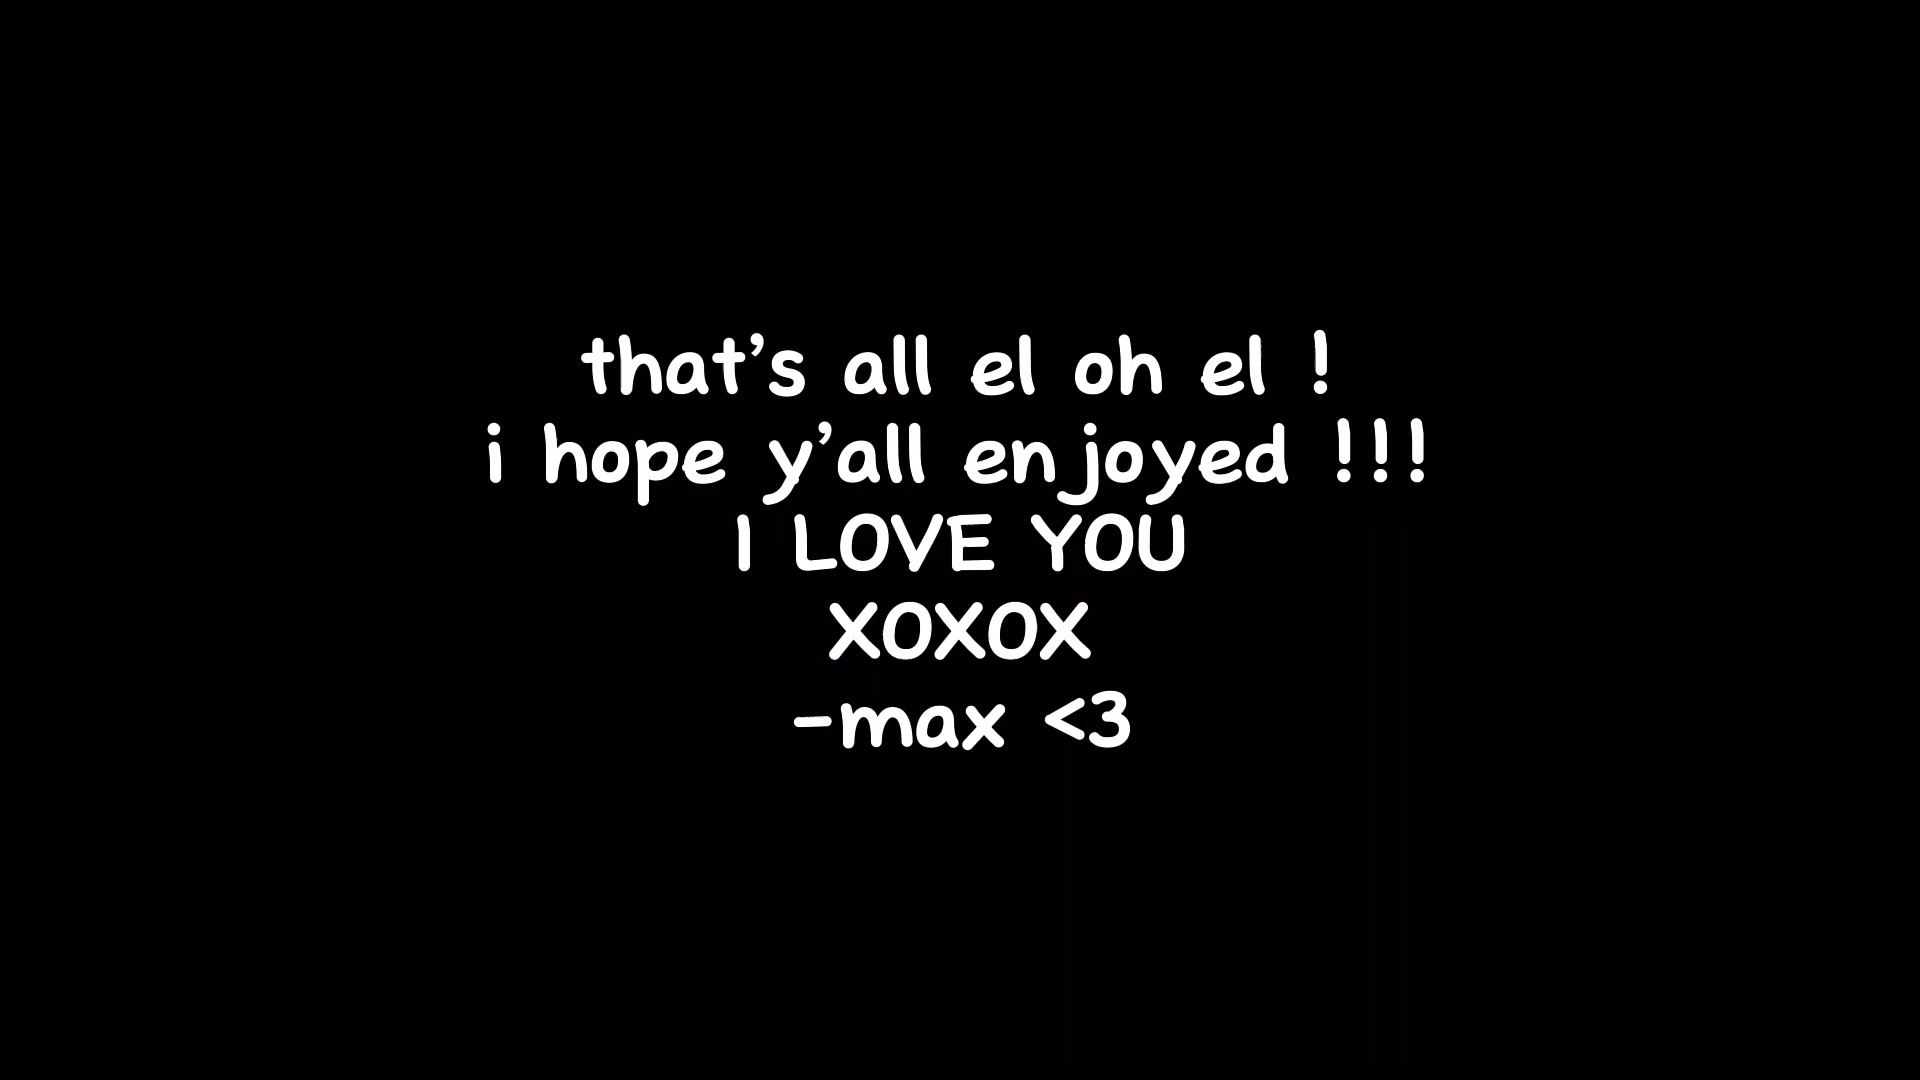 that’s all el oh el !
i hope y’all enjoyed !!!
I LOVE YOU
XOXOX
-max <3